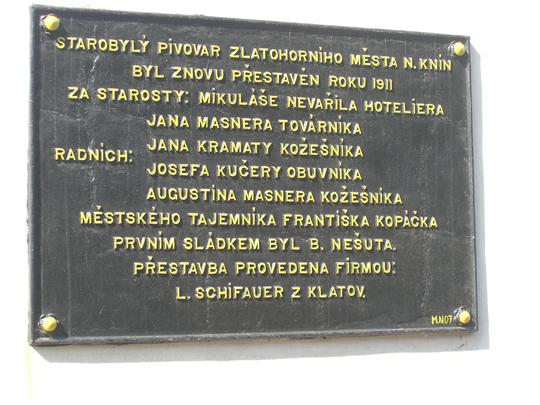 STAROBYLÝ PIVOVAR ZLATOHORNÍHO MĚSTA N. KNÍN
BYL ZNOVU PŘESTAVĚN ROKU 1911
ZA STAROSTY: MIKULÁŠE NEVAŘILA HOTELIERA
JANA MASNERA TOVÁRNÍKA
RADNÍCH: JANA KRAMATY KOŽEŠNÍKA
JOSEFA KUČERY OBUVNÍKA
AUGUSTINA MASNERA KOŽEŠNÍKA
MĚSTSKÉHO TAJEMNÍKA FRANTIŠKA KOPÁČKA
PRVNÍM SLÁDKEM BYL B. NEŠUTA.
PŘESTAVBA PROVEDENA FIRMOU:
L. SCHIFAUER Z KLATOV.
M.N.07